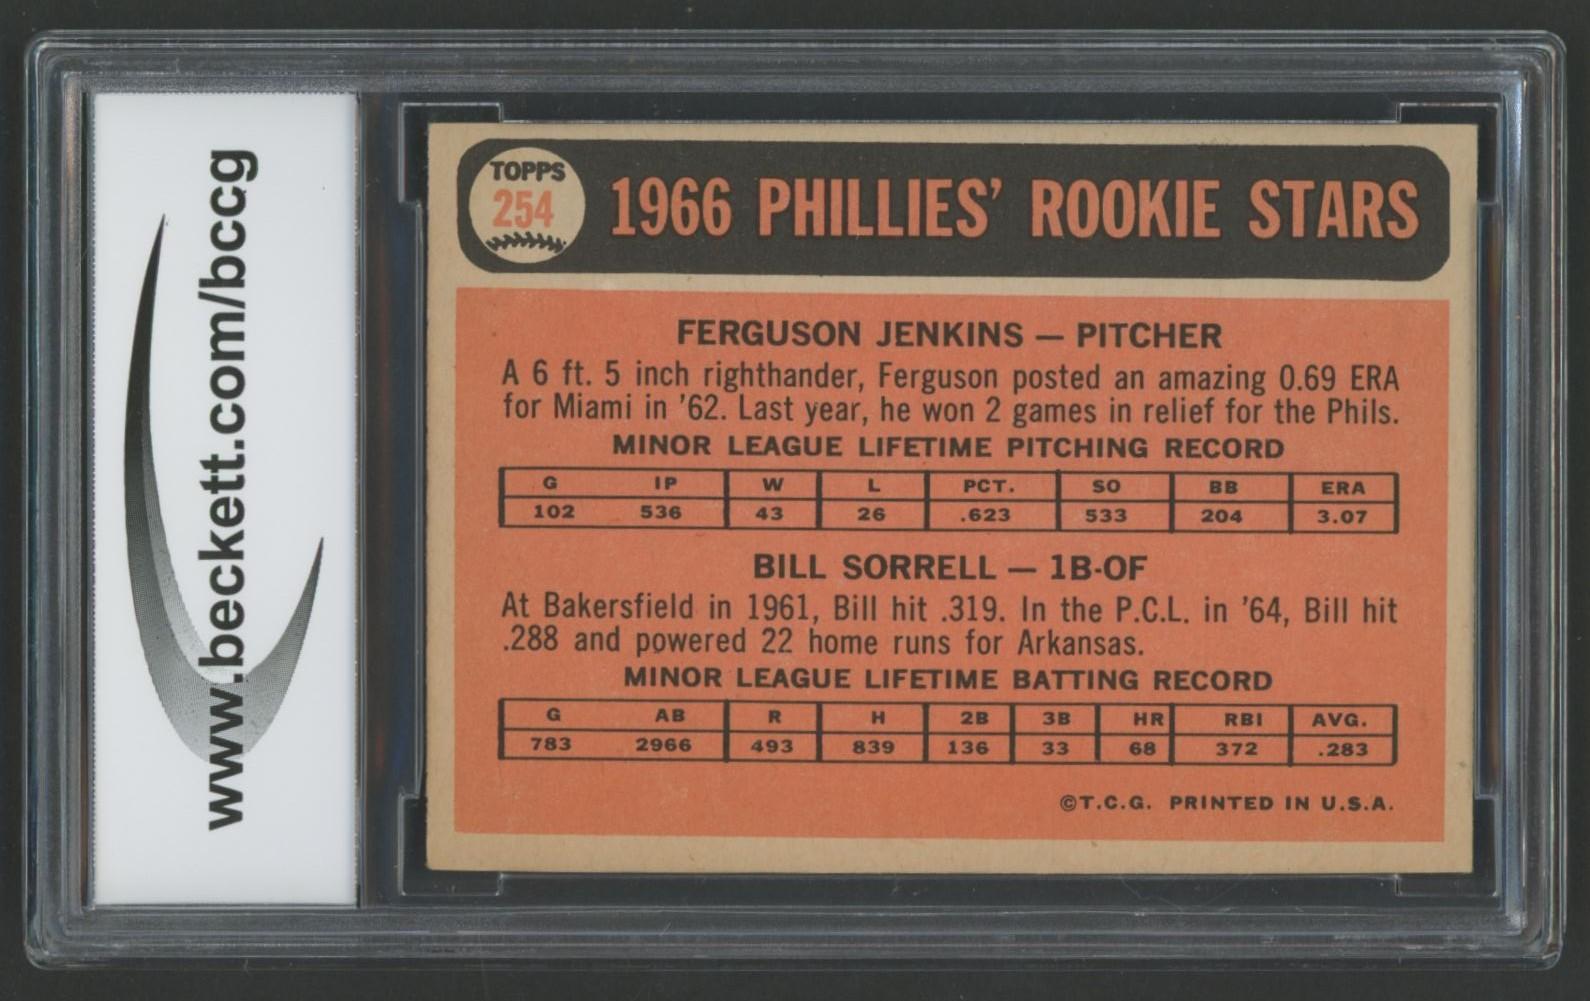 www.beckett.com/bccg
TOPPS
254
1966 PHILLIES' ROOKIE STARS
FERGUSON JENKINS — PITCHER
A 6 ft. 5 inch righthander, Ferguson posted an amazing 0.69 ERA
for Miami in '62. Last year, he won 2 games in relief for the Phils.
MINOR LEAGUE LIFETIME PITCHING RECORD
G IP W L PCT. SO BB ERA
102 536 43 26 .623 533 204 3.07
BILL SORRELL — 1B-OF
At Bakersfield in 1961, Bill hit .319. In the P.C.L. in '64, Bill hit
.288 and powered 22 home runs for Arkansas.
MINOR LEAGUE LIFETIME BATTING RECORD
G AB R H 2B 3B HR RBI AVG.
783 2966 493 839 136 33 68 372 .283
©T.C.G. PRINTED IN U.S.A.